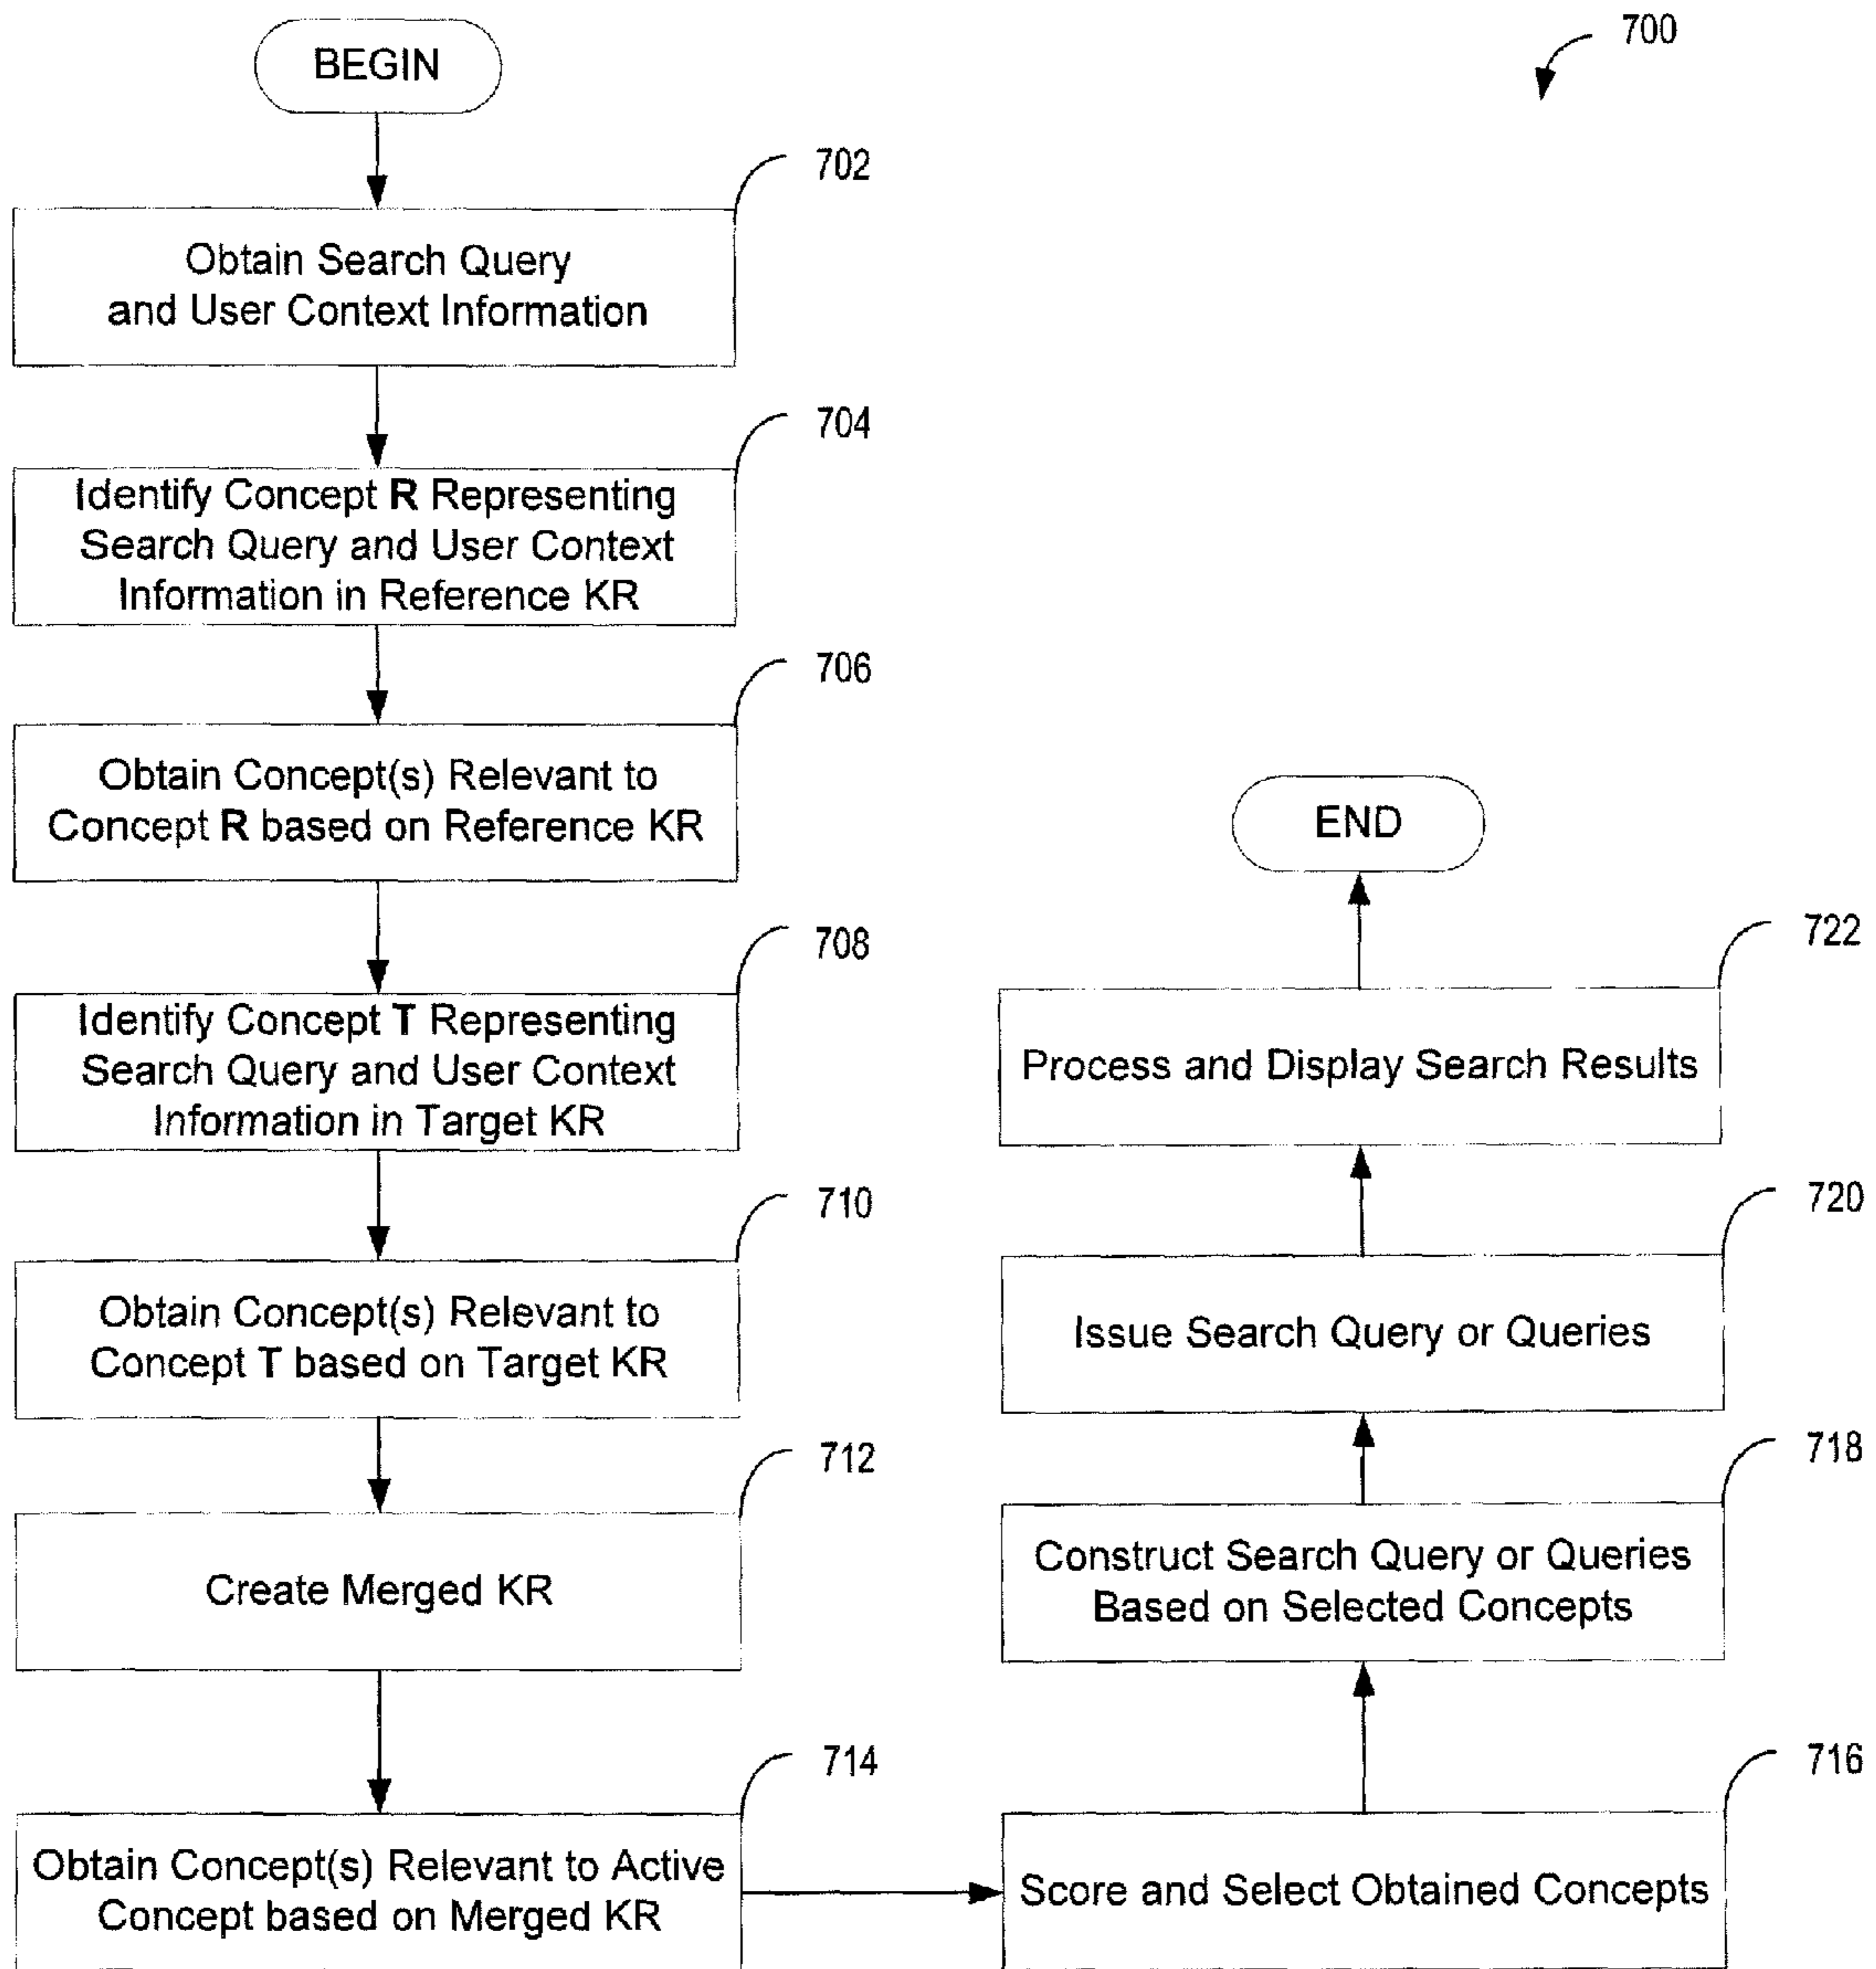 700
BEGIN
702
Obtain Search Query
and User Context Information
704
Identify Concept R Representing
Search Query and User Context
Information in Reference KR
706
Obtain Concept(s) Relevant to
Concept R based on Reference KR
708
Identify Concept T Representing
Search Query and User Context
Information in Target KR
710
Obtain Concept(s) Relevant to
Concept T based on Target KR
712
Create Merged KR
714
Obtain Concept(s) Relevant to Active
Concept based on Merged KR
716
Score and Select Obtained Concepts
718
Construct Search Query or Queries
Based on Selected Concepts
720
Issue Search Query or Queries
722
Process and Display Search Results
END